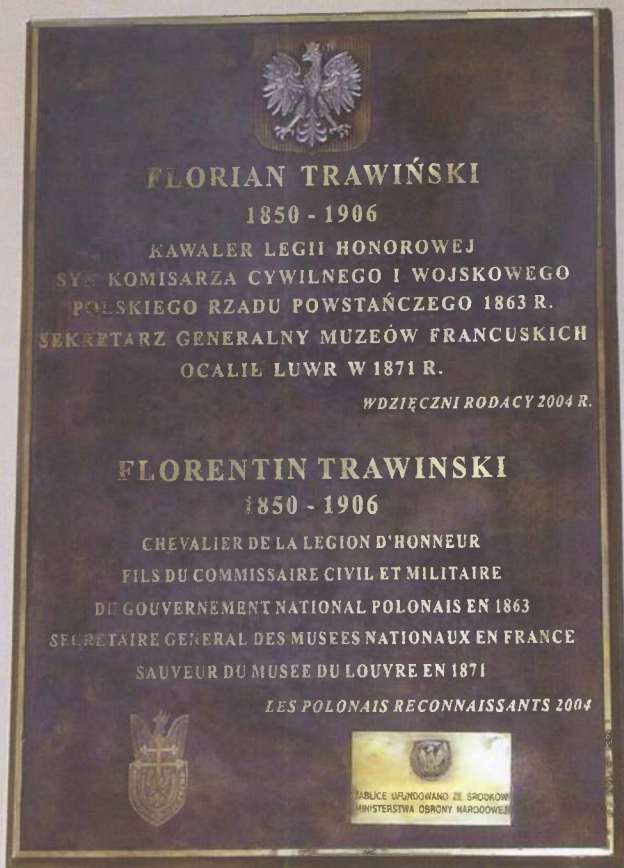 FLORIAN TRAWIŃSKI
1850 - 1906
KAWALER LEGII HONOROWEJ
SYN KOMISARZA CYWILNEGO I WOJSKOWEGO
POLSKIEGO RZADU POWSTAŃCZEGO 1863 R.
SEKRETARZ GENERALNY MUZEÓW FRANCUSKICH
OCALIŁ LUWR W 1871 R.
WDZIĘCZNI RODACY 2004 R.
FLORENTIN TRAWINSKI
1850 - 1906
CHEVALIER DE LA LEGION D'HONNEUR
FILS DU COMMISSAIRE CIVIL ET MILITAIRE
DU GOUVERNEMENT NATIONAL POLONAIS EN 1863
SECRETAIRE GENERAL DES MUSEES NATIONAUX EN FRANCE
SAUVEUR DU MUSEE DU LOUVRE EN 1871
LES POLONAIS RECONNAISSANTS 2004
TABLICE UFUNDOWANO ZE ŚRODKÓW
MINISTERSTWA OBRONY NARODOWEJ